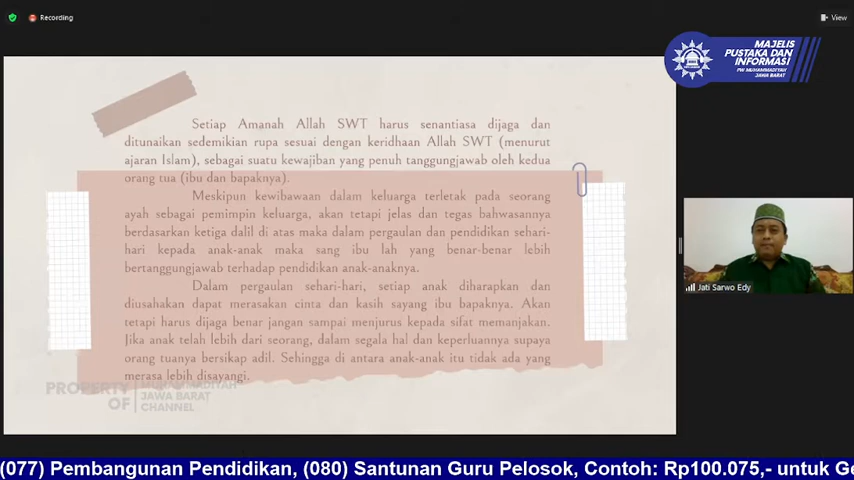 Recording
View
MAJELIS
PUSTAKA DAN
INFORMASI
PWI MUHAMMADIYAH
JAWA BARAT
Setiap Amanah Allah SWT harus senantiasa dijaga dan
ditunaikan sedemikian rupa sesuai dengan keridhaan Allah SWT (menurut
ajaran Islam), sebagai suatu kewajiban yang penuh tanggungjawab oleh kedua
orang tua (ibu dan bapaknya).
Meskipun kewibawaan dalam keluarga terletak pada seorang
ayah sebagai pemimpin keluarga, akan tetapi jelas dan tegas bahwasannya
berdasarkan ketiga dalil di atas maka dalam pergaulan dan pendidikan sehari-
hari kepada anak-anak maka sang ibu lah yang benar-benar lebih
bertanggungjawab terhadap pendidikan anak-anaknya.
Dalam pergaulan sehari-hari, setiap anak diharapkan dan
diusahakan dapat merasakan cinta dan kasih sayang ibu bapaknya. Akan
tetapi harus dijaga benar jangan sampai menjurus kepada sifat memanjakan.
Jika anak telah lebih dari seorang, dalam segala hal dan keperluannya supaya
orang tuanya bersikap adil. Sehingga di antara anak-anak itu tidak ada yang
merasa lebih disayangi.
Jati Sarwo Edy
PROPERTY
OF
MUHAMMADIYAH
JAWA BARAT
CHANNEL
(077) Pembangunan Pendidikan, (080) Santunan Guru Pelosok, Contoh: Rp100.075,- untuk Ge